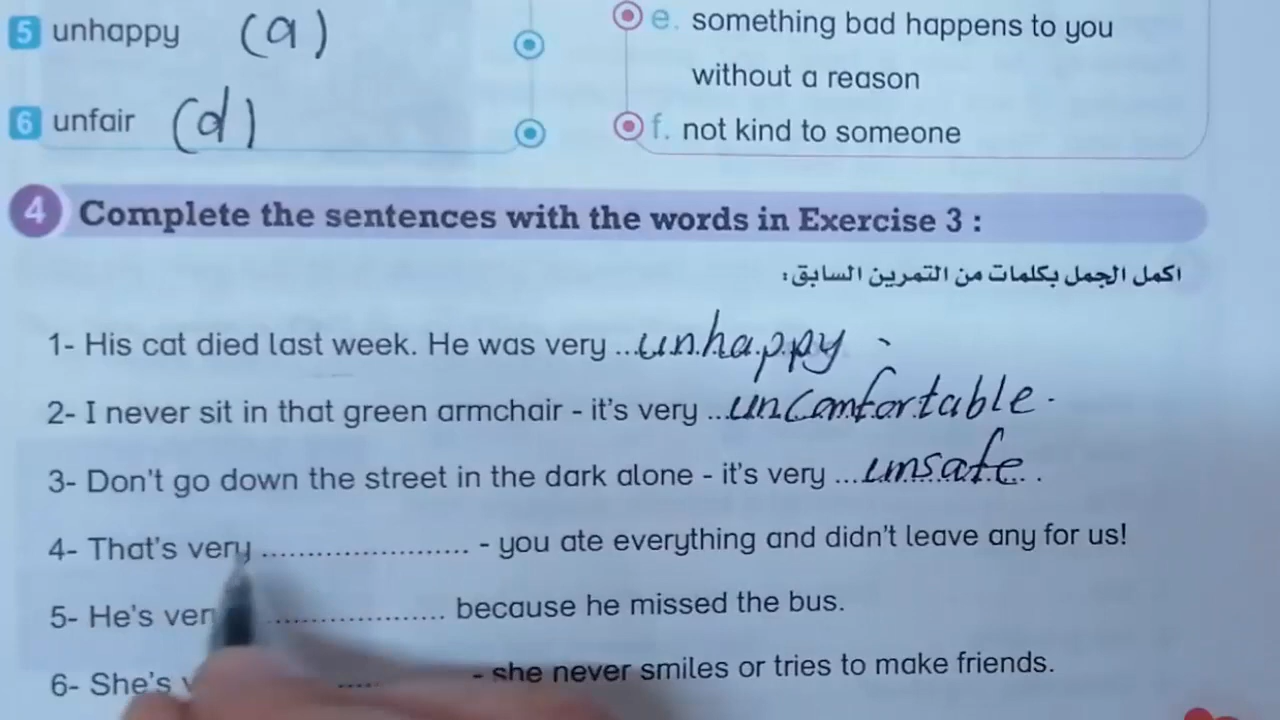 5 unhappy (a)
e. something bad happens to you
without a reason
6 unfair (d)
f. not kind to someone
4 Complete the sentences with the words in Exercise 3 :
اكمل الجمل بكلمات من التمرين السابق:
1- His cat died last week. He was very ...unhappy.
2- I never sit in that green armchair - it's very ...uncomfortable.
3- Don't go down the street in the dark alone - it's very ...unsafe...
4- That's very ........................ - you ate everything and didn't leave any for us!
5- He's ver .................... because he missed the bus.
6- She's ..... - she never smiles or tries to make friends.